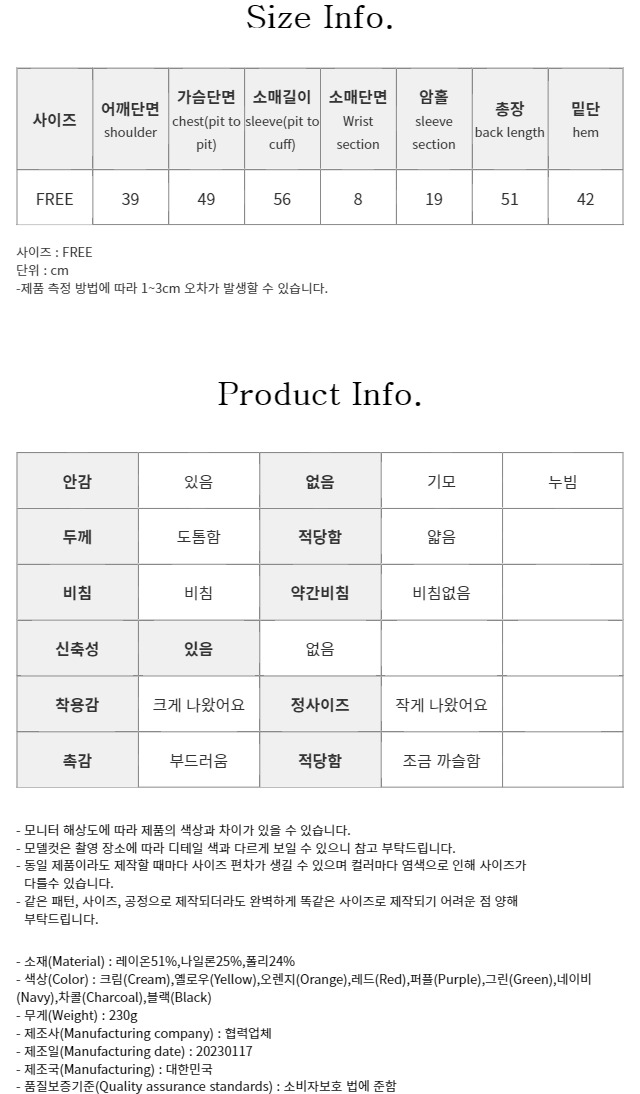 Size Info.
사이즈 어깨단면 shoulder 가슴단면 chest(pit to pit) 소매길이 sleeve(pit to cuff) 소매단면 Wrist section 암홀 sleeve section 총장 back length 밑단 hem
FREE 39 49 56 8 19 51 42
사이즈 : FREE
단위 : cm
-제품 측정 방법에 따라 1~3cm 오차가 발생할 수 있습니다.
Product Info.
안감 있음 없음 기모 누빔
두께 도톰함 적당함 얇음
비침 비침 약간비침 비침없음
신축성 있음 없음
착용감 크게 나왔어요 정사이즈 작게 나왔어요
촉감 부드러움 적당함 조금 까슬함
- 모니터 해상도에 따라 제품의 색상과 차이가 있을 수 있습니다.
- 모델컷은 촬영 장소에 따라 디테일 색과 다르게 보일 수 있으니 참고 부탁드립니다.
- 동일 제품이라도 제작할 때마다 사이즈 편차가 생길 수 있으며 컬러마다 염색으로 인해 사이즈가
다를수 있습니다.
- 같은 패턴, 사이즈, 공정으로 제작되더라도 완벽하게 똑같은 사이즈로 제작되기 어려운 점 양해
부탁드립니다.
- 소재(Material) : 레이온51%,나일론25%,폴리24%
- 색상(Color) : 크림(Cream),옐로우(Yellow),오렌지(Orange),레드(Red),퍼플(Purple),그린(Green),네이비
(Navy),차콜(Charcoal),블랙(Black)
- 무게(Weight) : 230g
- 제조사(Manufacturing company) : 협력업체
- 제조일(Manufacturing date) : 20230117
- 제조국(Manufacturing) : 대한민국
- 품질보증기준(Quality assurance standards) : 소비자보호 법에 준함